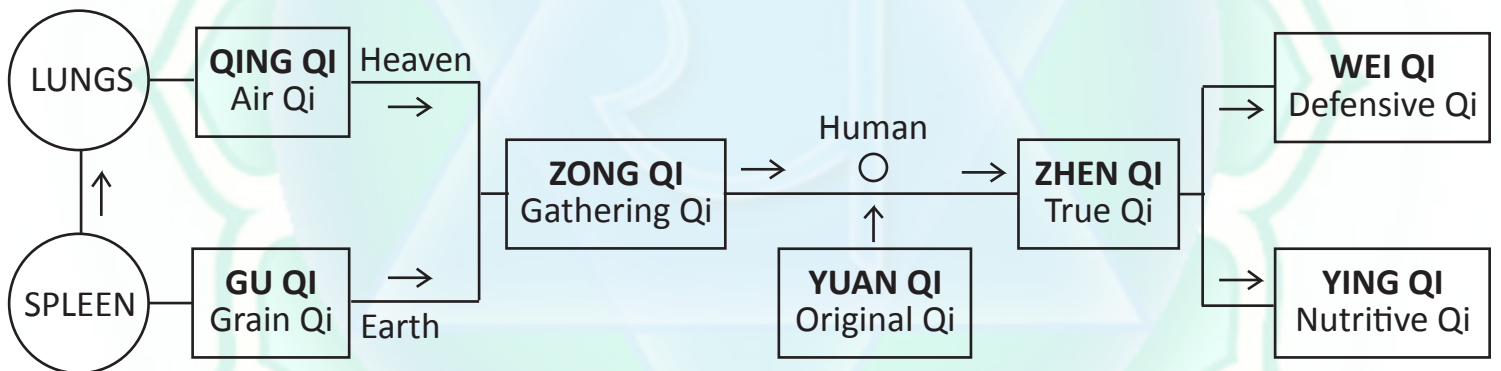 LUNGS
QING QI
Air Qi
Heaven
SPLEEN
GU QI
Grain Qi
Earth
ZONG QI
Gathering Qi
Human
YUAN QI
Original Qi
ZHEN QI
True Qi
WEI QI
Defensive Qi
YING QI
Nutritive Qi